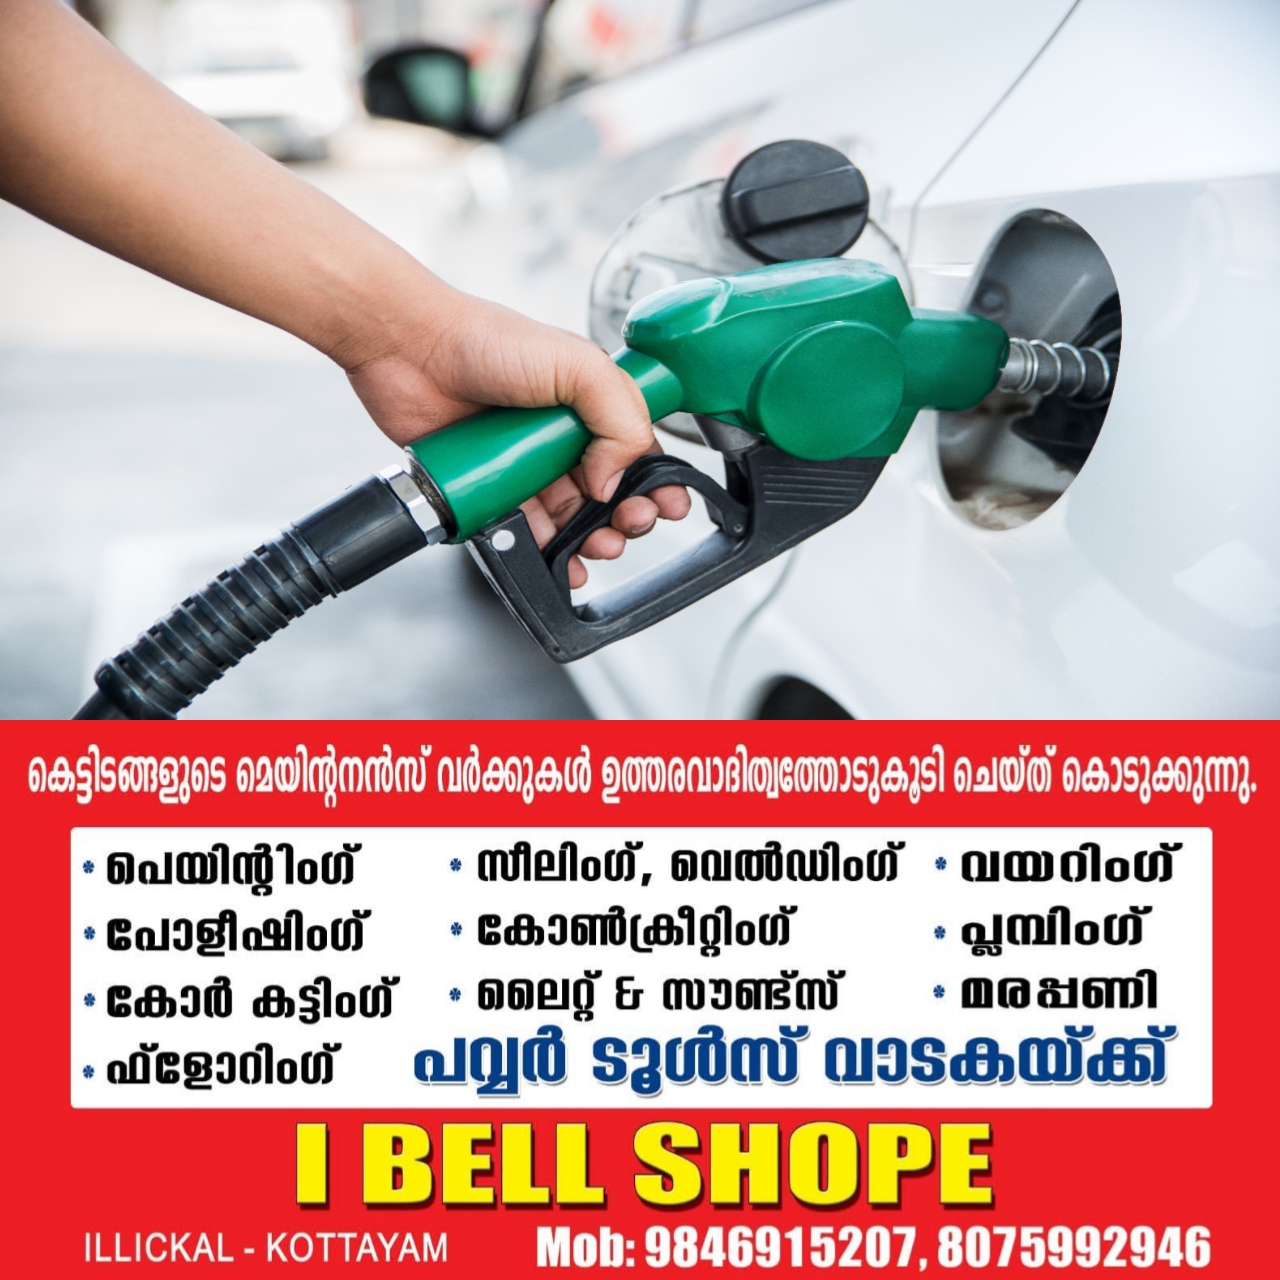 കെട്ടിടങ്ങളുടെ മെയിന്റനൻസ് വർക്കുകൾ ഉത്തരവാദിത്വത്തോടുകൂടി ചെയ്ത് കൊടുക്കുന്നു.
* പെയിന്റിംഗ്
* പോളീഷിംഗ്
* കോർ കട്ടിംഗ്
* ഫ്ളോറിംഗ്
* സീലിംഗ്, വെൽഡിംഗ്
* കോൺക്രീറ്റിംഗ്
* ലൈറ്റ് & സൗണ്ട്സ്
* വയറിംഗ്
* പ്ലമ്പിംഗ്
* മരപ്പണി
പവ്വർ ടൂൾസ് വാടകയ്ക്ക്
I BELL SHOPE
ILLICKAL - KOTTAYAM
Mob: 9846915207, 8075992946